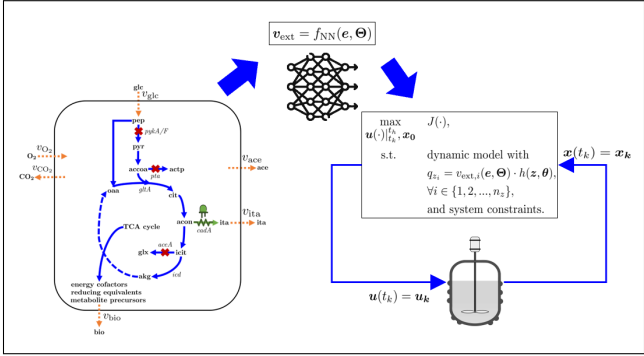 v_ext = f_NN(e, Θ)
glc
v_glc
pep
pykA/F
pyr
accoa
actp
pta
gltA
oaa
cit
v_O₂
O₂
v_CO₂
CO₂
v_ace
ace
acon
cadA
ita
v_ita
ita
TCA cycle
glx
aceA
icit
akg
icd
energy cofactors
reducing equivalents
metabolite precursors
v_bio
bio
max J(·),
u(·)|_{t_k}^{t_h}, x₀
s.t. dynamic model with
q_{z_i} = v_{ext,i}(e, Θ) · h(z, θ),
∀i ∈ {1, 2, ..., n_z},
and system constraints.
x(t_k) = x_k
u(t_k) = u_k